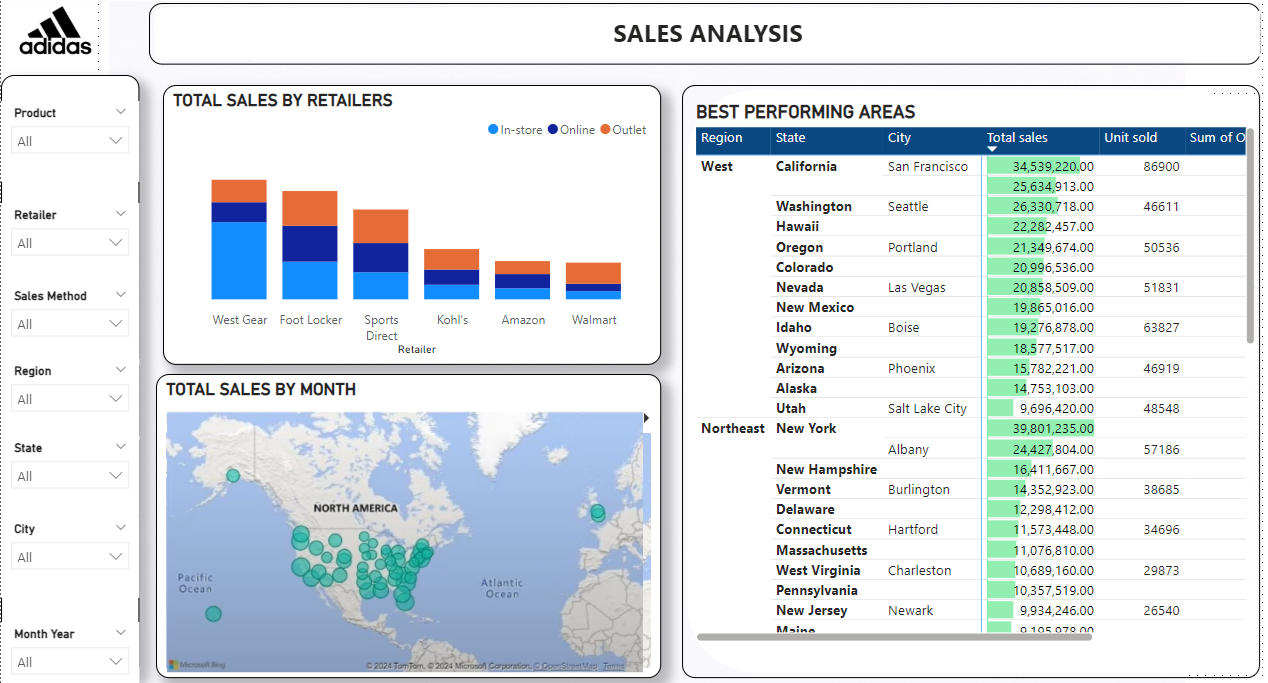 adidas
SALES ANALYSIS
Product
All
Retailer
All
Sales Method
All
Region
All
State
All
City
All
Month Year
All
TOTAL SALES BY RETAILERS
In-store Online Outlet
West Gear Foot Locker Sports Direct Kohl's Amazon Walmart
Retailer
TOTAL SALES BY MONTH
NORTH AMERICA
Pacific
Ocean
Atlantic
Ocean
Microsoft Bing
© 2024 TomTom, © 2024 Microsoft Corporation, © OpenStreetMap Terms
BEST PERFORMING AREAS
Region State City Total sales Unit sold Sum of O
West California San Francisco 34,539,220.00 86900
25,634,913.00
Washington Seattle 26,330,718.00 46611
Hawaii 22,282,457.00
Oregon Portland 21,349,674.00 50536
Colorado 20,996,536.00
Nevada Las Vegas 20,858,509.00 51831
New Mexico 19,865,016.00
Idaho Boise 19,276,878.00 63827
Wyoming 18,577,517.00
Arizona Phoenix 15,782,221.00 46919
Alaska 14,753,103.00
Utah Salt Lake City 9,696,420.00 48548
Northeast New York 39,801,235.00
Albany 24,427,804.00 57186
New Hampshire 16,411,667.00
Vermont Burlington 14,352,923.00 38685
Delaware 12,298,412.00
Connecticut Hartford 11,573,448.00 34696
Massachusetts 11,076,810.00
West Virginia Charleston 10,689,160.00 29873
Pennsylvania 10,357,519.00
New Jersey Newark 9,934,246.00 26540
Maine 9,195,978.00